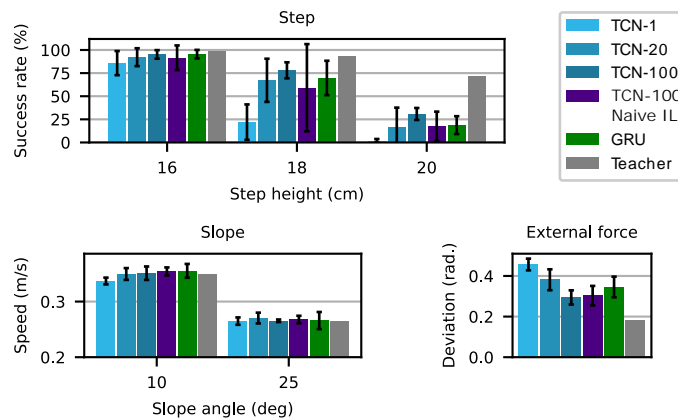 Step
Success rate (%)
100
75
50
25
0
16
18
20
Step height (cm)
TCN-1
TCN-20
TCN-100
TCN-100
Naive IL
GRU
Teacher
Slope
Speed (m/s)
0.3
0.2
10
25
Slope angle (deg)
External force
Deviation (rad.)
0.4
0.2
0.0